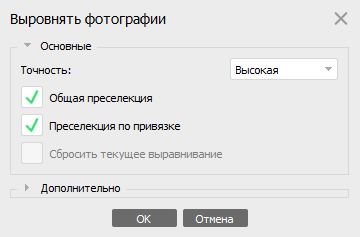 Выровнять фотографии
Основные
Точность:
Высокая
Общая преселекция
Преселекция по привязке
Сбросить текущее выравнивание
Дополнительно
OK
Отмена